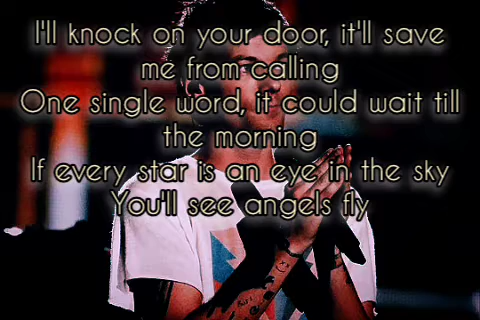 I'll knock on your door, it'll save
me from calling
One single word, it could wait till
the morning
If every star is an eye in the sky
You'll see angels fly